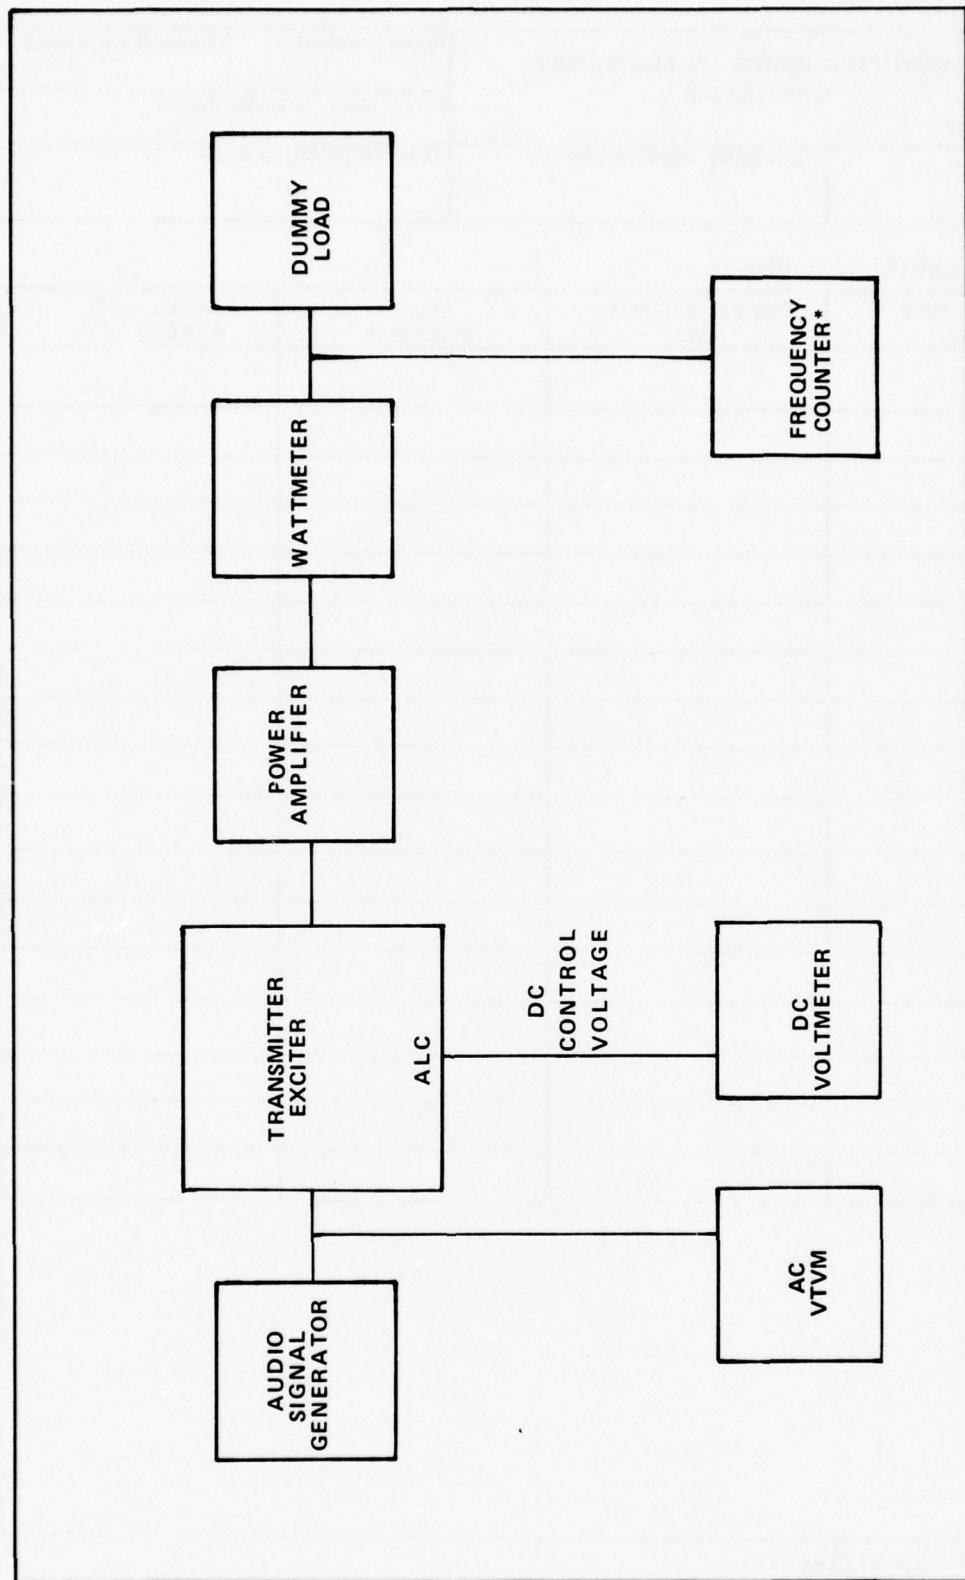 AUDIO
SIGNAL
GENERATOR
TRANSMITTER
EXCITER
ALC
POWER
AMPLIFIER
WATTMETER
DUMMY
LOAD
AC
VTVM
DC
CONTROL
VOLTAGE
DC
VOLTMETER
FREQUENCY
COUNTER*